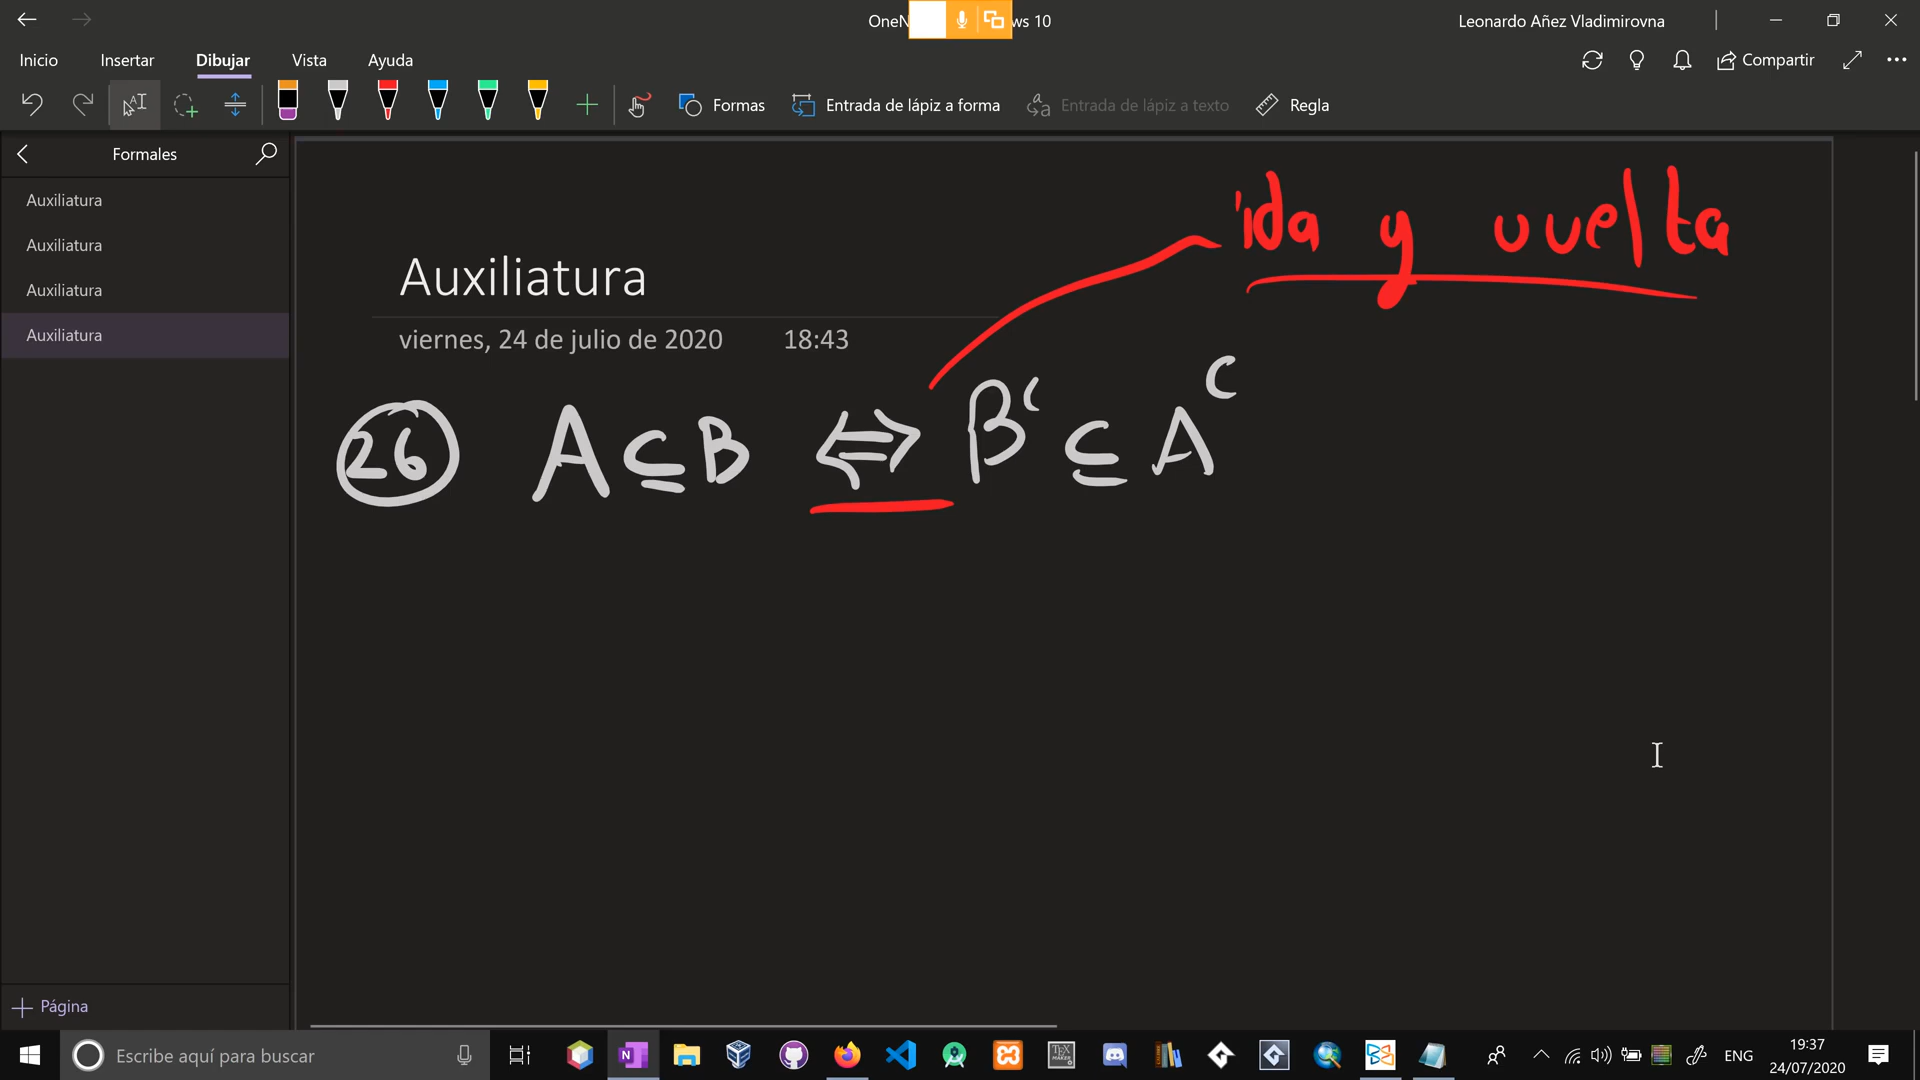 OneN ws 10
Leonardo Añez Vladimirovna
Inicio Insertar Dibujar Vista Ayuda
Compartir
Formas Entrada de lápiz a forma Entrada de lápiz a texto Regla
Formales
Auxiliatura
Auxiliatura
Auxiliatura
Auxiliatura
ida y vuelta
Auxiliatura
viernes, 24 de julio de 2020 18:43
26 A ⊆ B ⟺ B^c ⊆ A^c
Página
Escribe aquí para buscar
ENG
19:37
24/07/2020